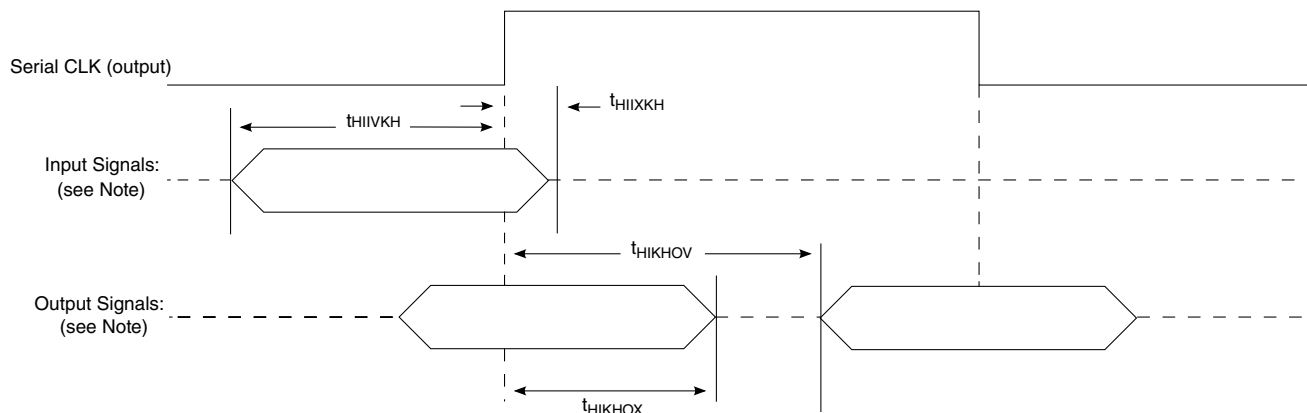 Serial CLK (output)
tHIIXKH
tHIIVKH
Input Signals:
(see Note)
tHIKHOV
Output Signals:
(see Note)
tHIKHOX